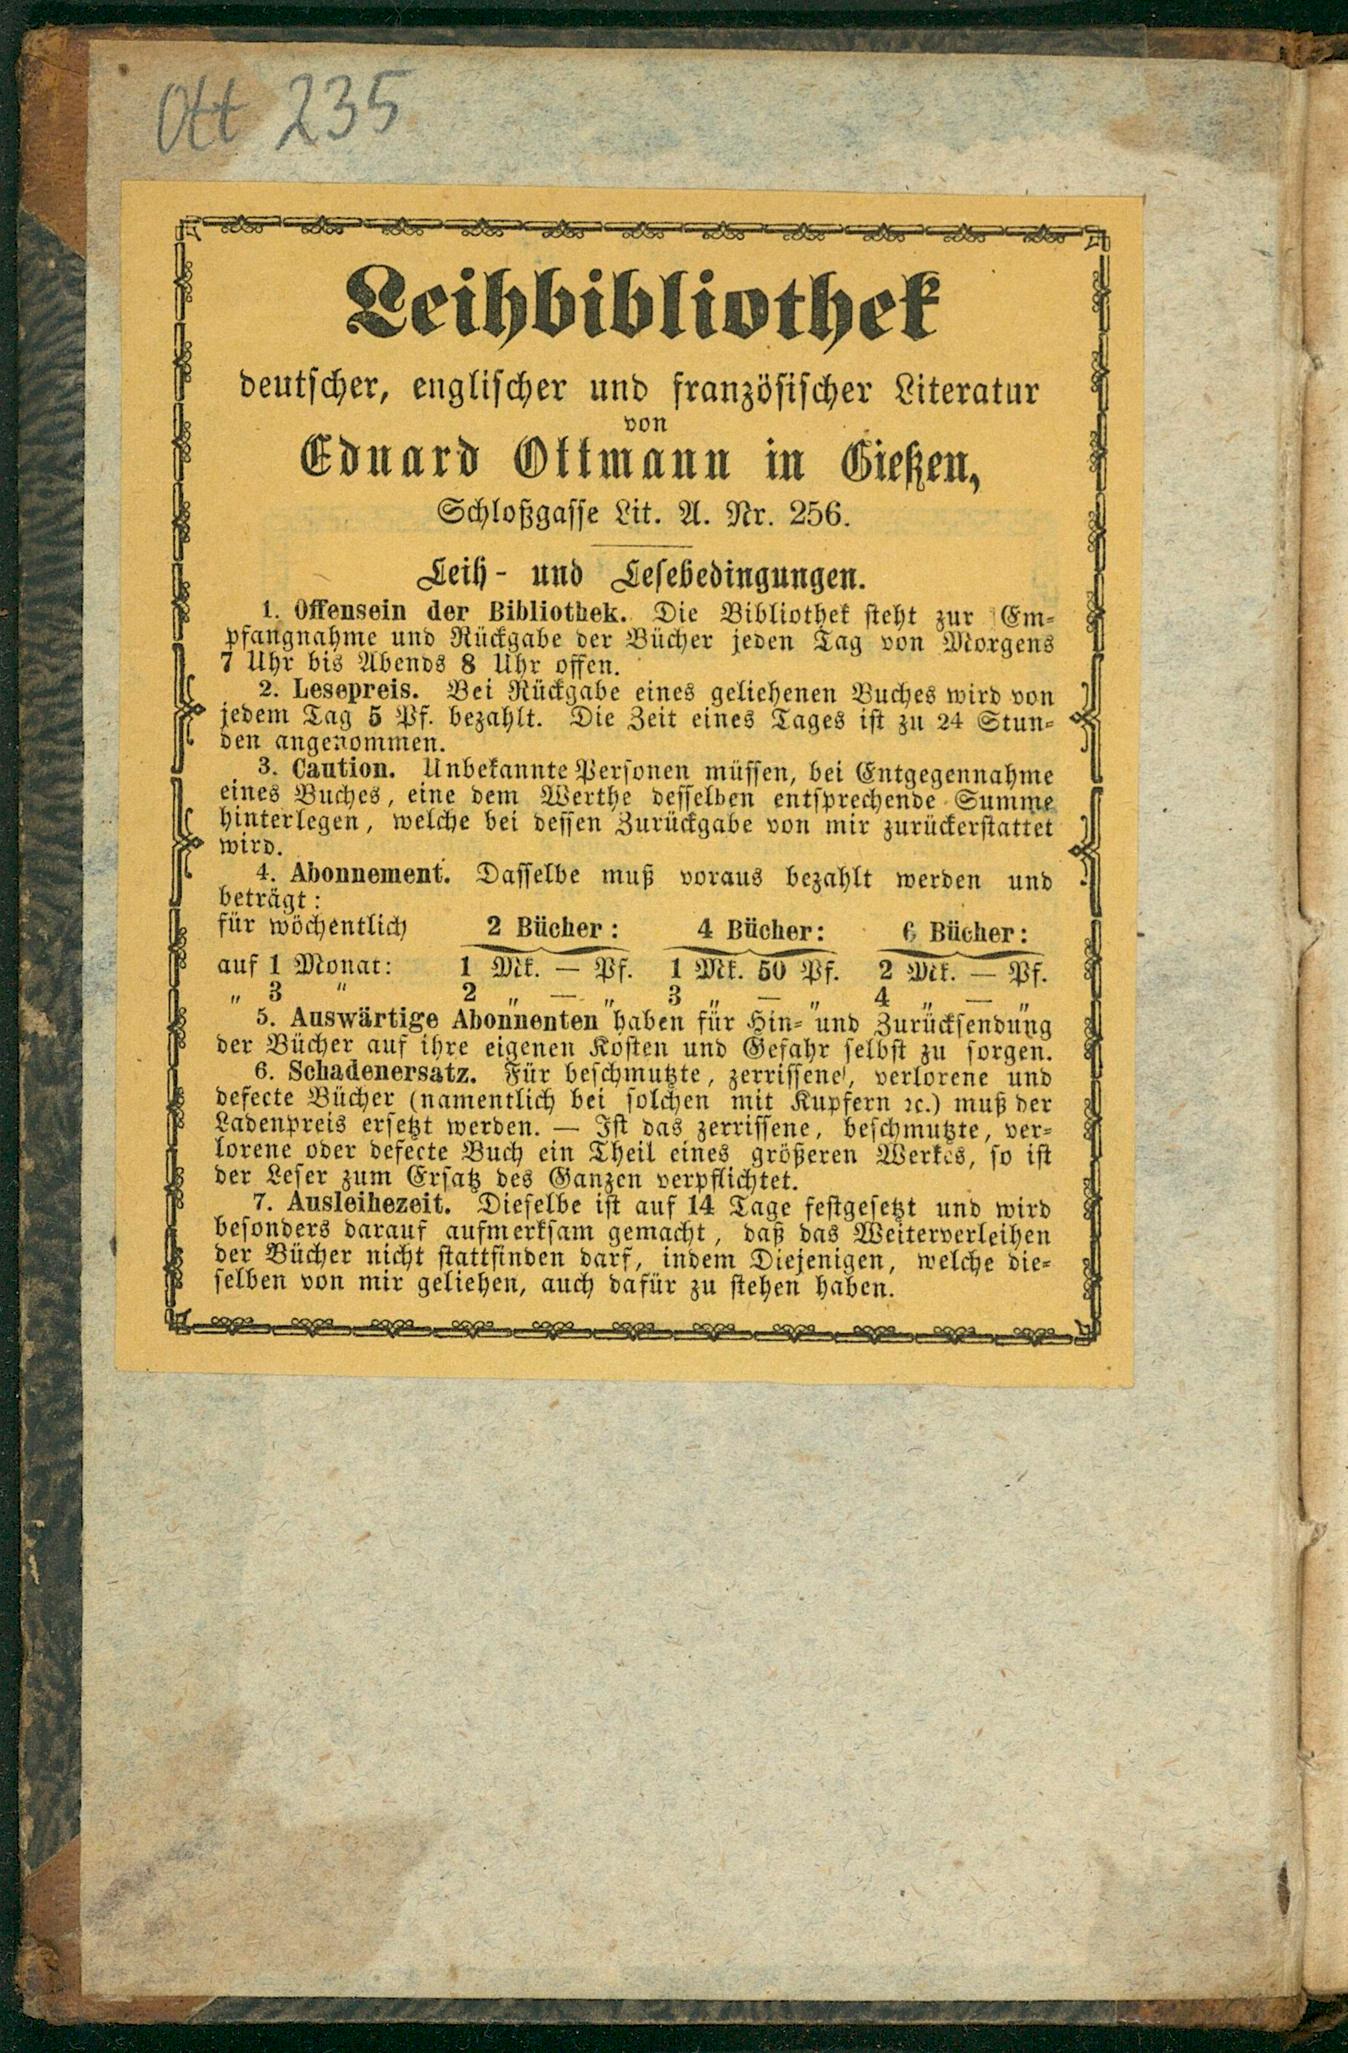 Ott 235
Leihbibliothek
deutscher, englischer und französischer Literatur
von
Eduard Ottmann in Gießen,
Schloßgasse Lit. A. Nr. 256.
Leih- und Lesebedingungen.
1. Offensein der Bibliothek. Die Bibliothek steht zur Em-
pfangnahme und Rückgabe der Bücher jeden Tag von Morgens
7 Uhr bis Abends 8 Uhr offen.
2. Lesepreis. Bei Rückgabe eines geliehenen Buches wird von
jedem Tag 5 Pf. bezahlt. Die Zeit eines Tages ist zu 24 Stun-
den angenommen.
3. Caution. Unbekannte Personen müssen, bei Entgegennahme
eines Buches, eine dem Werthe desselben entsprechende Summe
hinterlegen, welche bei dessen Zurückgabe von mir zurückerstattet
wird.
4. Abonnement. Dasselbe muß voraus bezahlt werden und
beträgt:
für wöchentlich 2 Bücher: 4 Bücher: 6 Bücher:
auf 1 Monat: 1 Mk. — Pf. 1 Mk. 50 Pf. 2 Mk. — Pf.
„ 3 „ 2 „ — „ 3 „ — „ 4 „ — „
5. Auswärtige Abonnenten haben für Hin- und Zurücksendung
der Bücher auf ihre eigenen Kosten und Gefahr selbst zu sorgen.
6. Schadenersatz. Für beschmutzte, zerrissene, verlorene und
defecte Bücher (namentlich bei solchen mit Kupfern ꝛc.) muß der
Ladenpreis ersetzt werden. — Ist das zerrissene, beschmutzte, ver-
lorene oder defecte Buch ein Theil eines größeren Werkes, so ist
der Leser zum Ersatz des Ganzen verpflichtet.
7. Ausleihezeit. Dieselbe ist auf 14 Tage festgesetzt und wird
besonders darauf aufmerksam gemacht, daß das Weiterverleihen
der Bücher nicht stattfinden darf, indem Diejenigen, welche die-
selben von mir geliehen, auch dafür zu stehen haben.